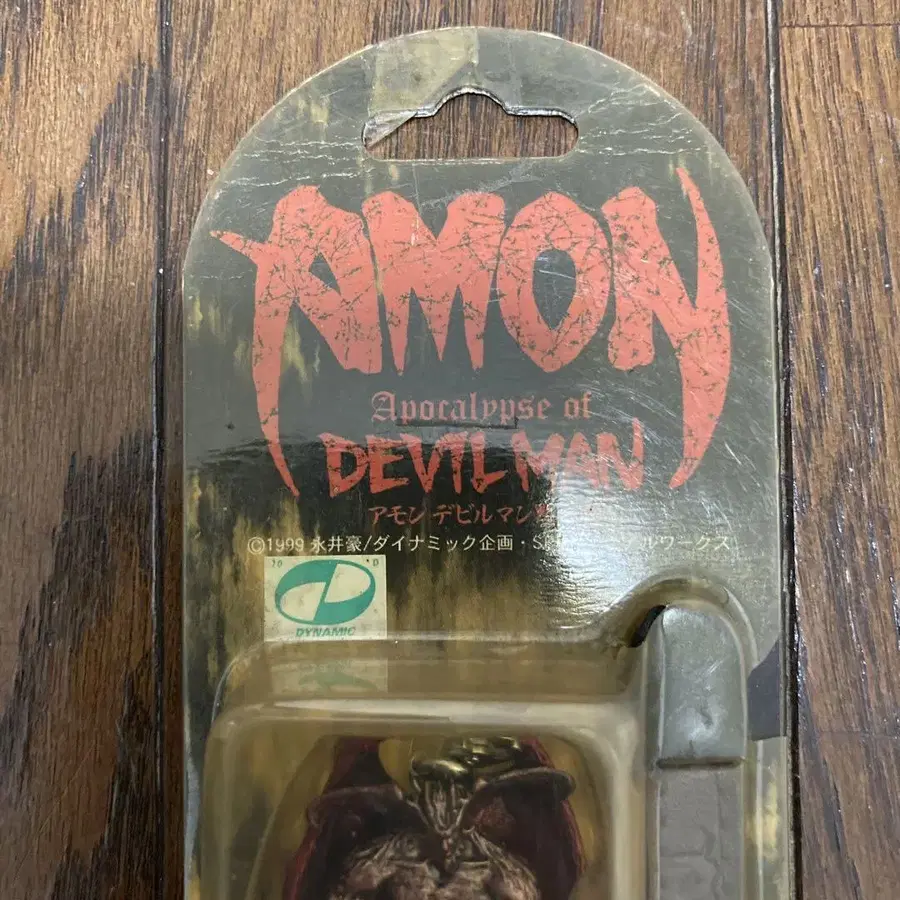 AMON
Apocalypse of
DEVILMAN
アモン デビルマン
©1999 永井豪/ダイナミック企画・
ルワークス
10 D
DYNAMIC